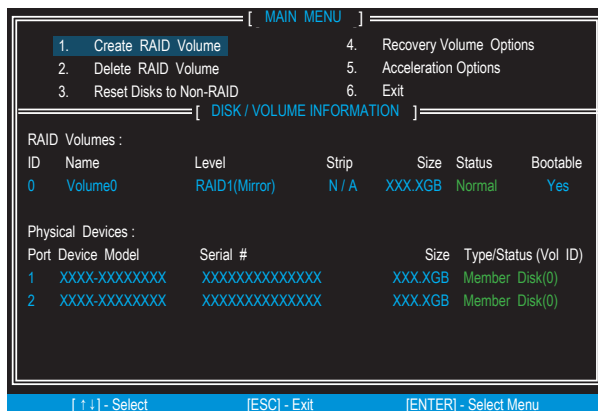 [ MAIN MENU ]
1. Create RAID Volume 4. Recovery Volume Options
2. Delete RAID Volume 5. Acceleration Options
3. Reset Disks to Non-RAID 6. Exit
[ DISK / VOLUME INFORMATION ]
RAID Volumes :
ID Name Level Strip Size Status Bootable
0 Volume0 RAID1(Mirror) N / A XXX.XGB Normal Yes
Physical Devices :
Port Device Model Serial # Size Type/Status (Vol ID)
1 XXXX-XXXXXXXX XXXXXXXXXXXXXX XXX.XGB Member Disk(0)
2 XXXX-XXXXXXXX XXXXXXXXXXXXXX XXX.XGB Member Disk(0)
[ ↑↓] - Select [ESC] - Exit [ENTER] - Select Menu